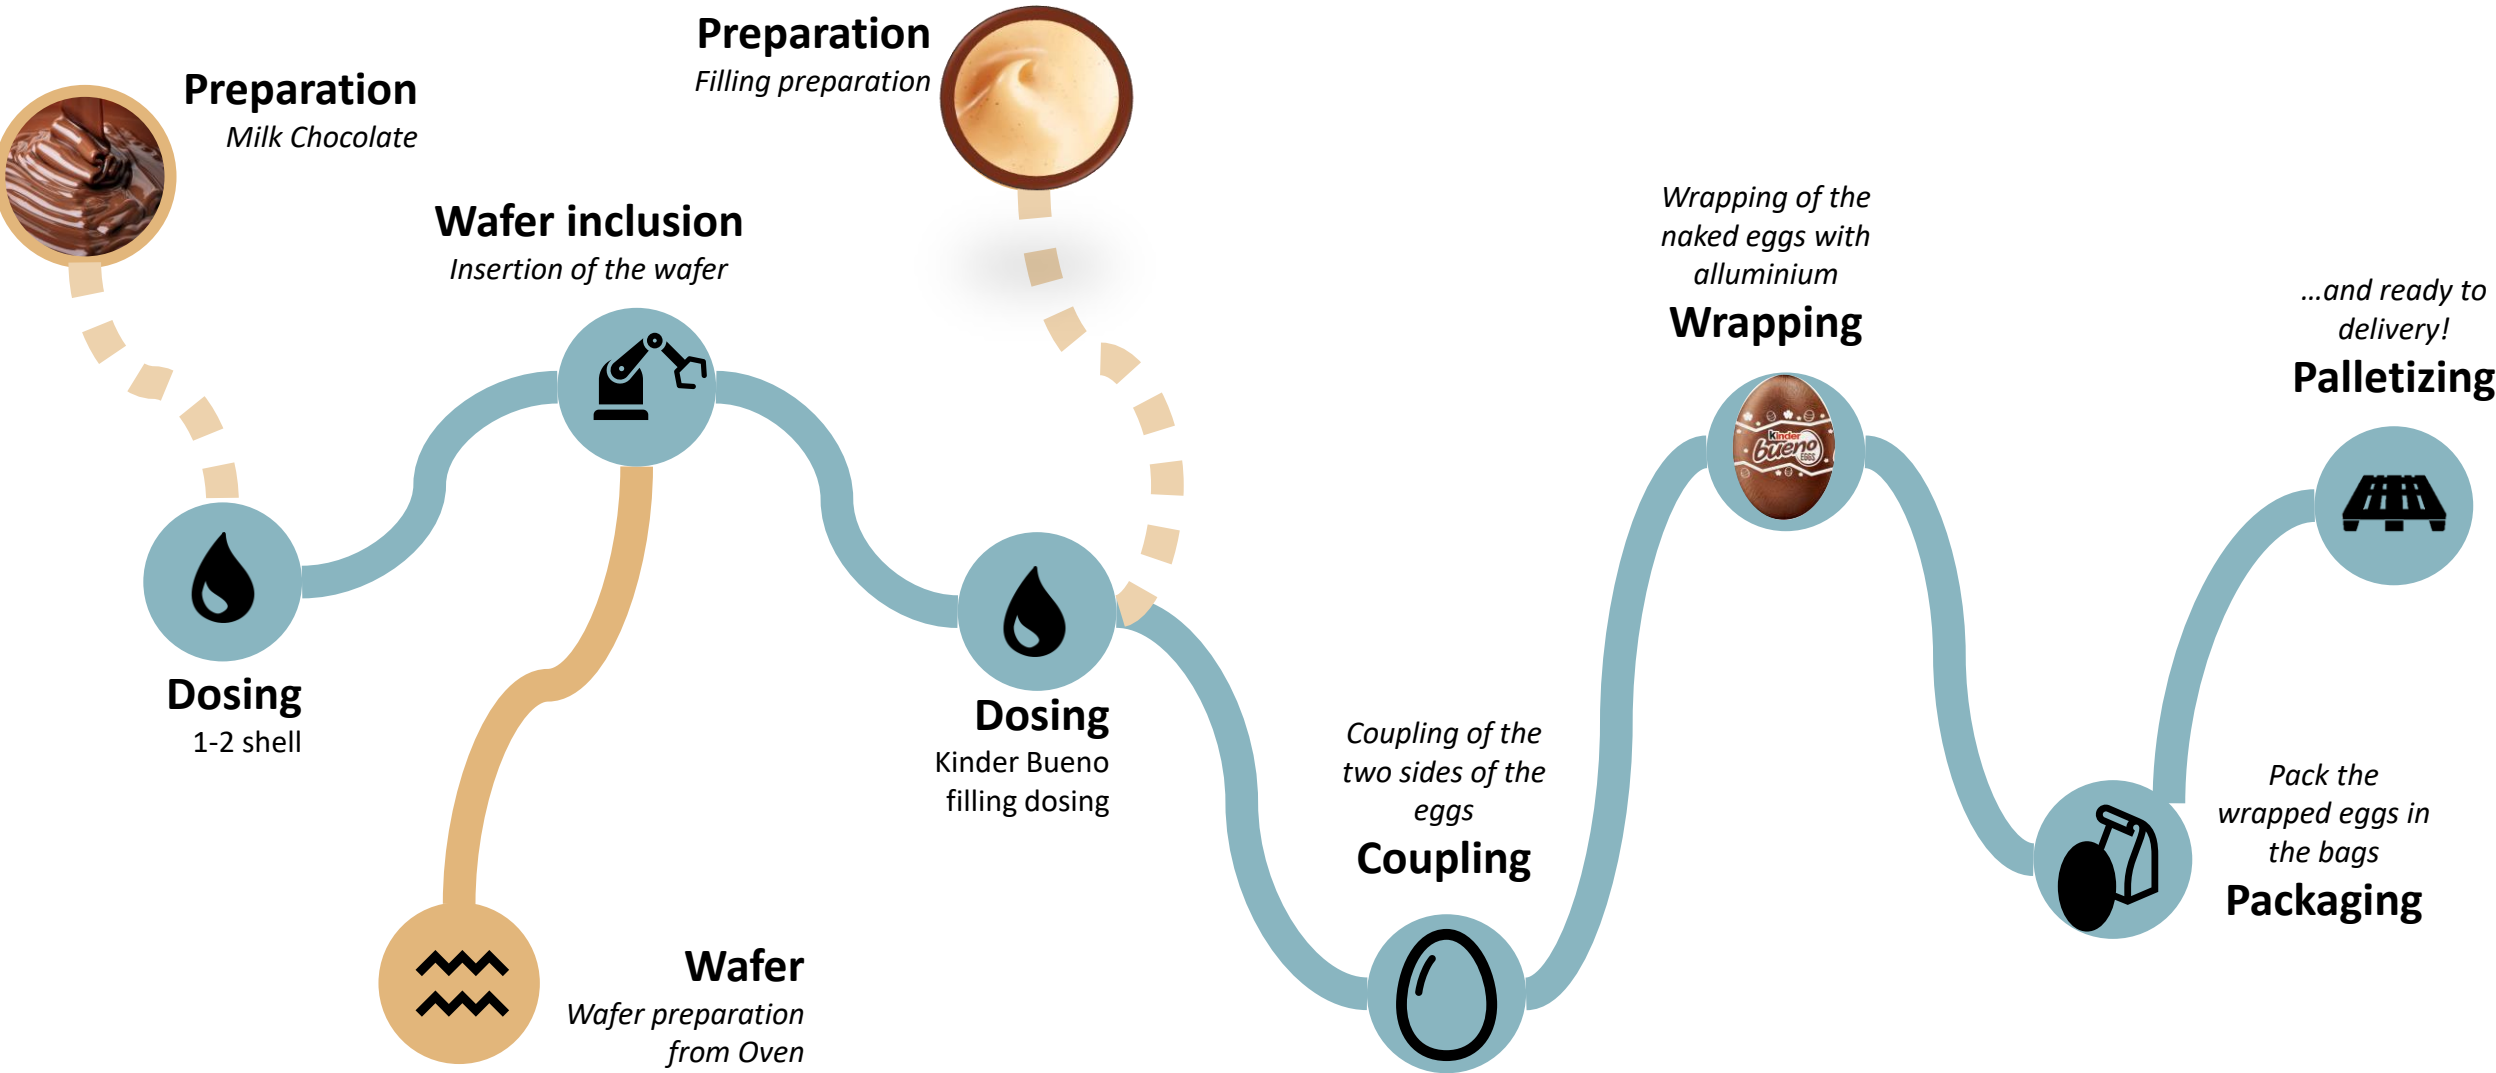 Preparation
Milk Chocolate
Preparation
Filling preparation
Wafer inclusion
Insertion of the wafer
Dosing
1-2 shell
Wafer
Wafer preparation
from Oven
Dosing
Kinder Bueno
filling dosing
Coupling of the
two sides of the
eggs
Coupling
Wrapping of the
naked eggs with
alluminium
Wrapping
Kinder
bueno
EGGS
Pack the
wrapped eggs in
the bags
Packaging
...and ready to
delivery!
Palletizing